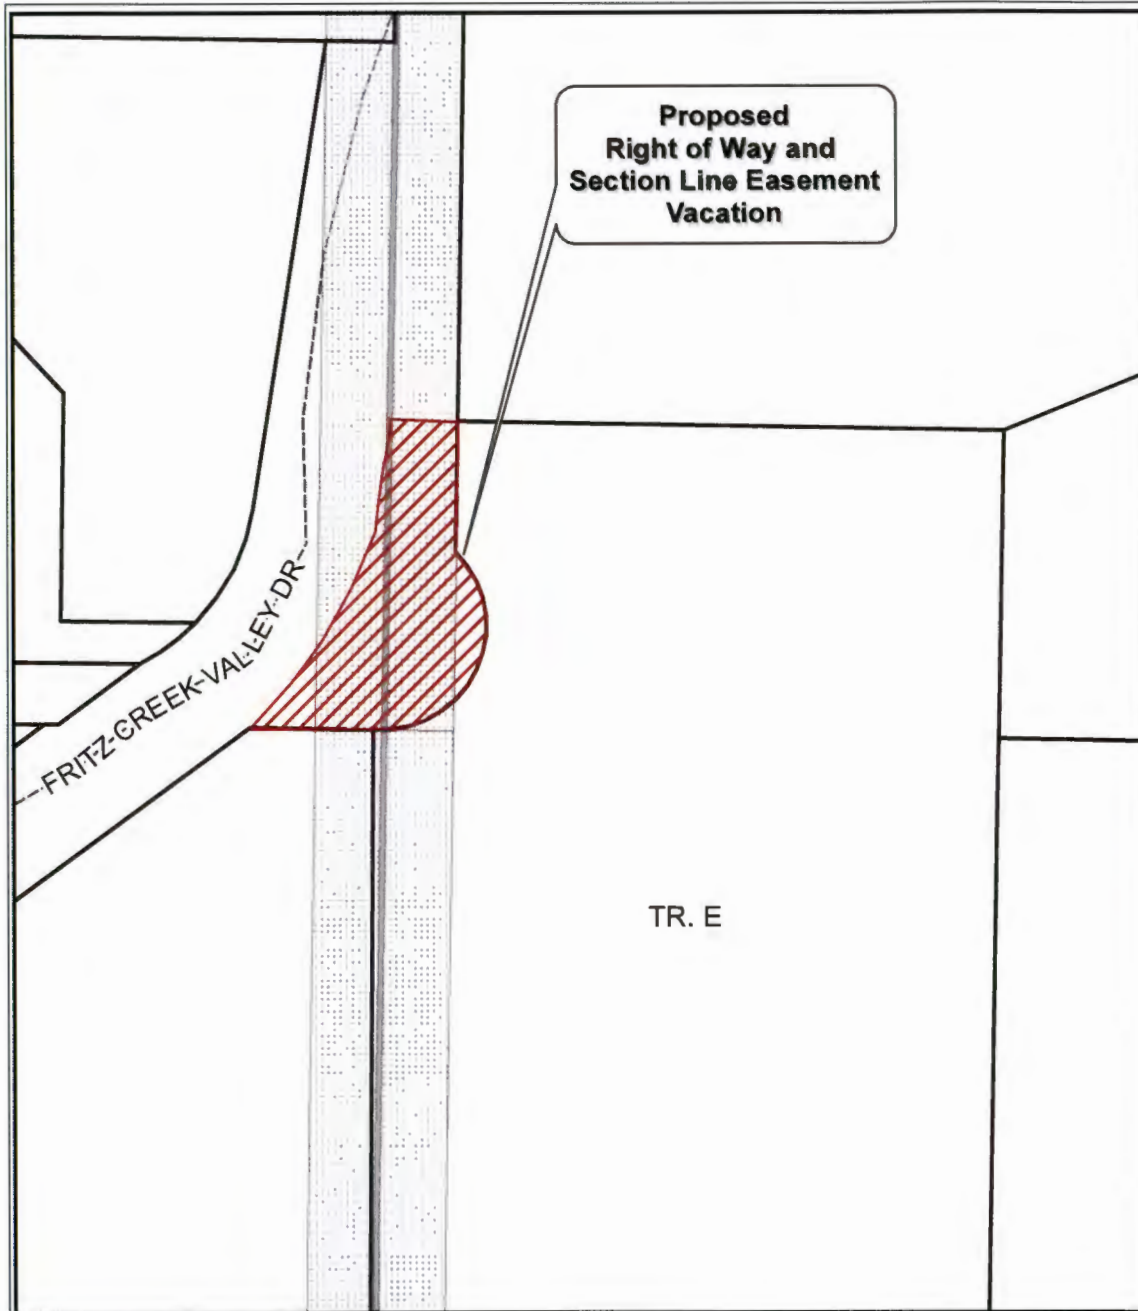 Proposed
Right of Way and
Section Line Easement
Vacation
FRITZ-CREEK-VALLEY-DR
TR. E